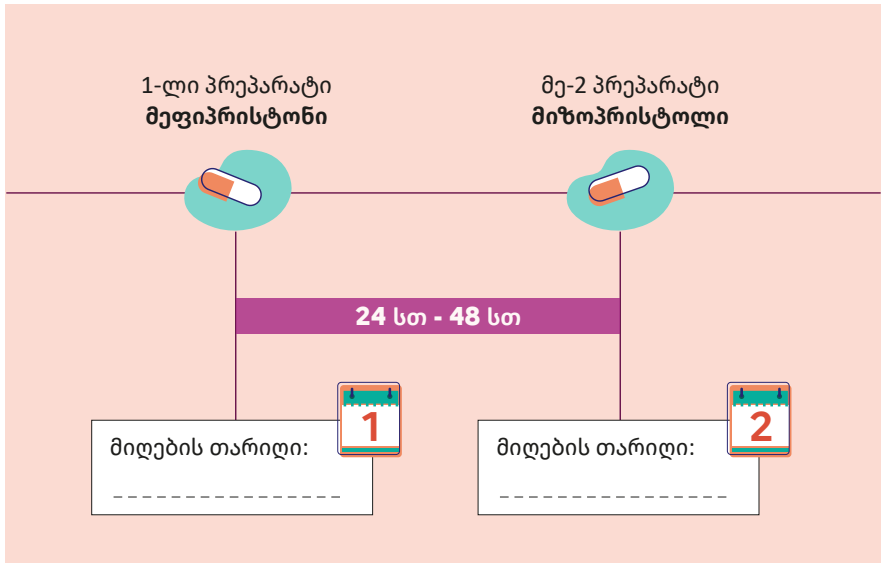 1-ლი პრეპარატი
მეფიპრისტონი
მე-2 პრეპარატი
მიზოპრისტოლი
24 სთ - 48 სთ
1
მიღების თარიღი:
2
მიღების თარიღი: